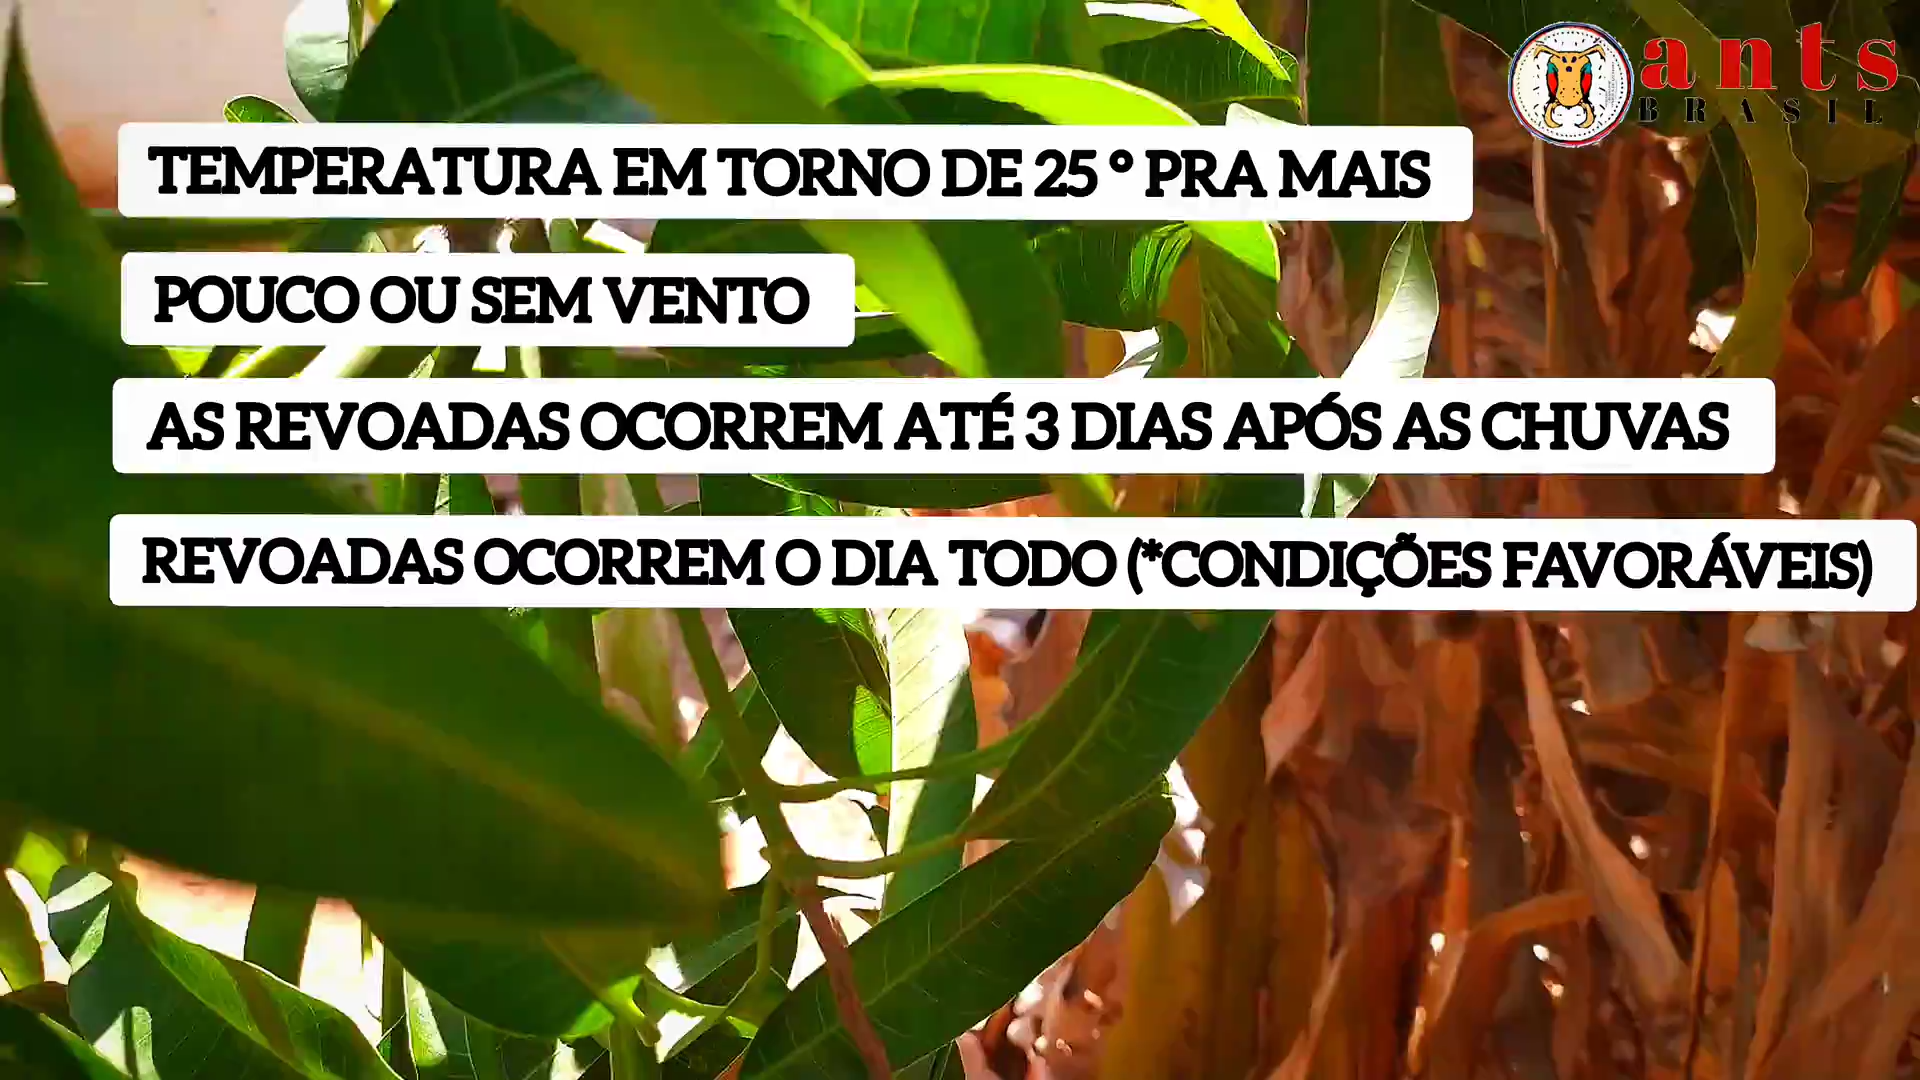 ants
BRASIL
TEMPERATURA EM TORNO DE 25 º PRA MAIS
POUCO OU SEM VENTO
AS REVOADAS OCORREM ATÉ 3 DIAS APÓS AS CHUVAS
REVOADAS OCORREM O DIA TODO (*CONDIÇÕES FAVORÁVEIS)